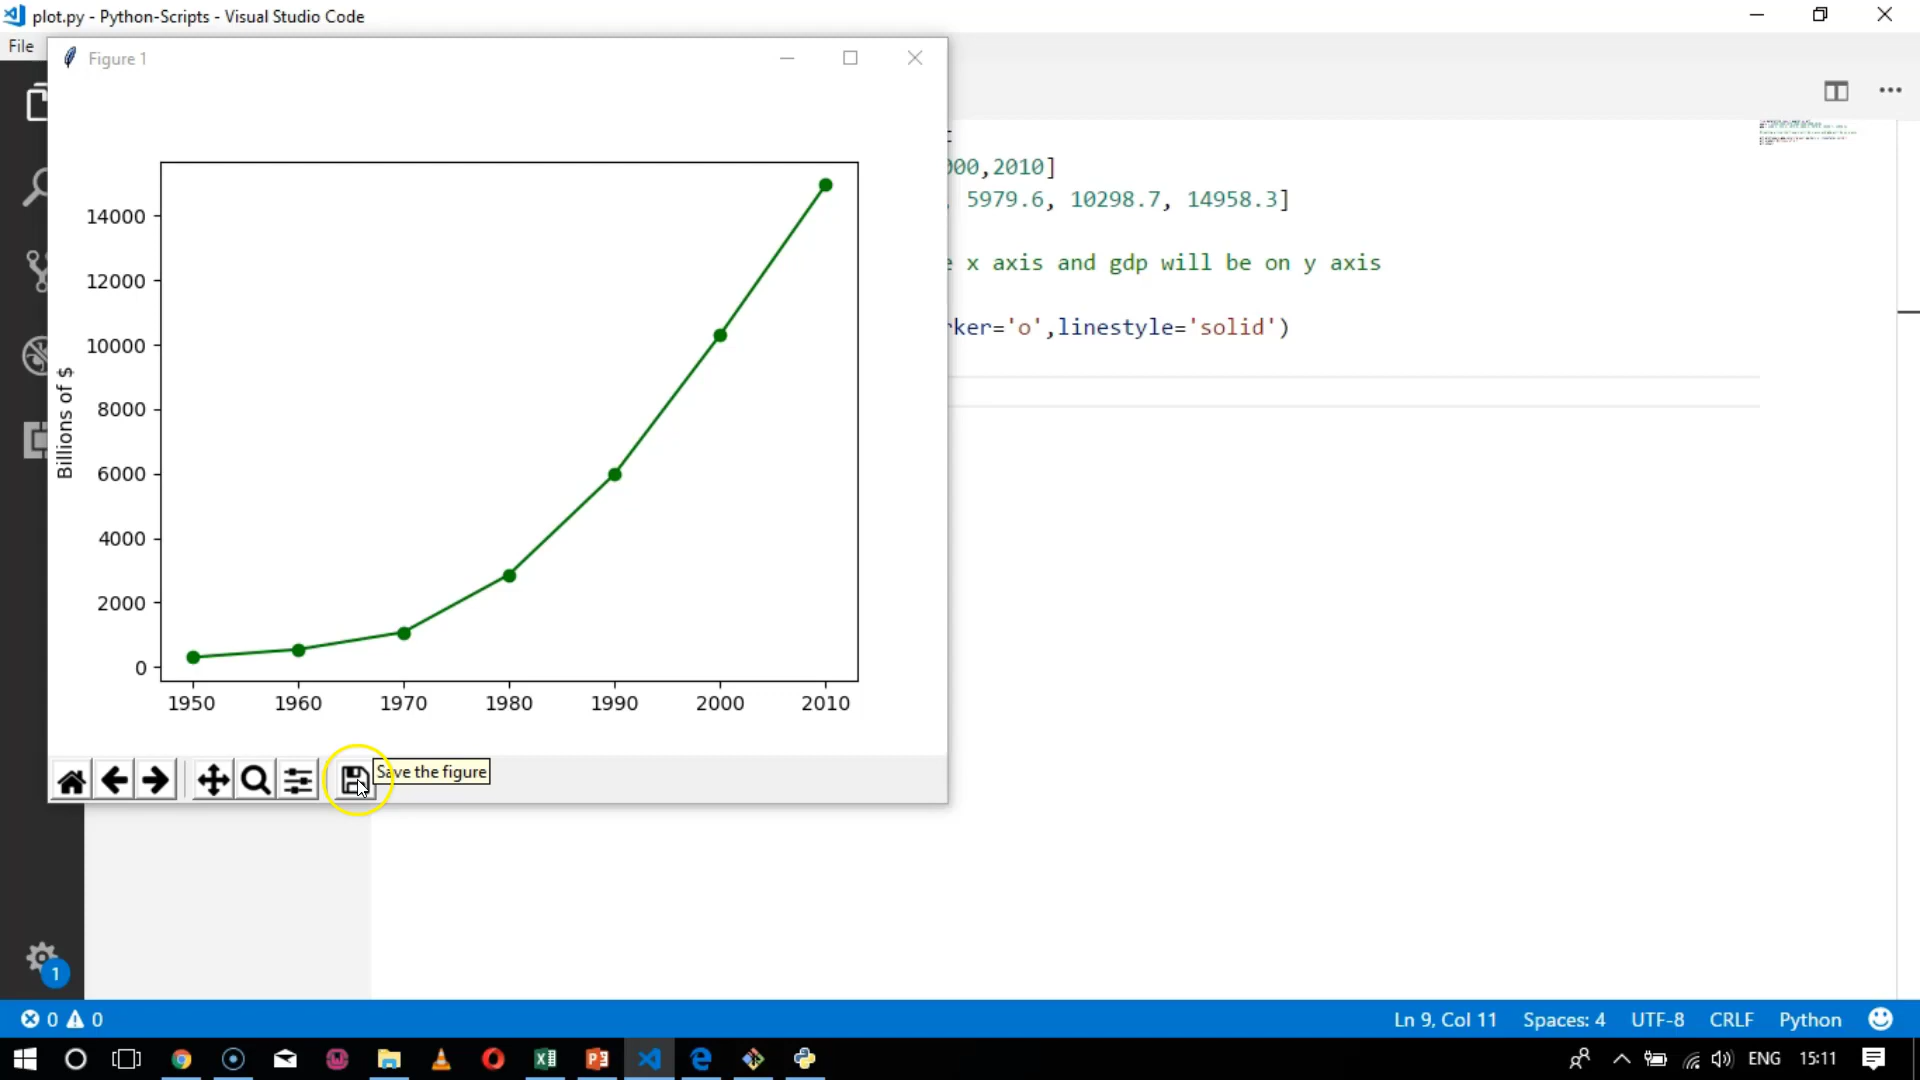 plot.py - Python-Scripts - Visual Studio Code
File
Figure 1
000,2010]
, 5979.6, 10298.7, 14958.3]
e x axis and gdp will be on y axis
rker='o',linestyle='solid')
Billions of $
14000
12000
10000
8000
6000
4000
2000
0
1950 1960 1970 1980 1990 2000 2010
Save the figure
1
0 0
Ln 9, Col 11 Spaces: 4 UTF-8 CRLF Python
ENG 15:11